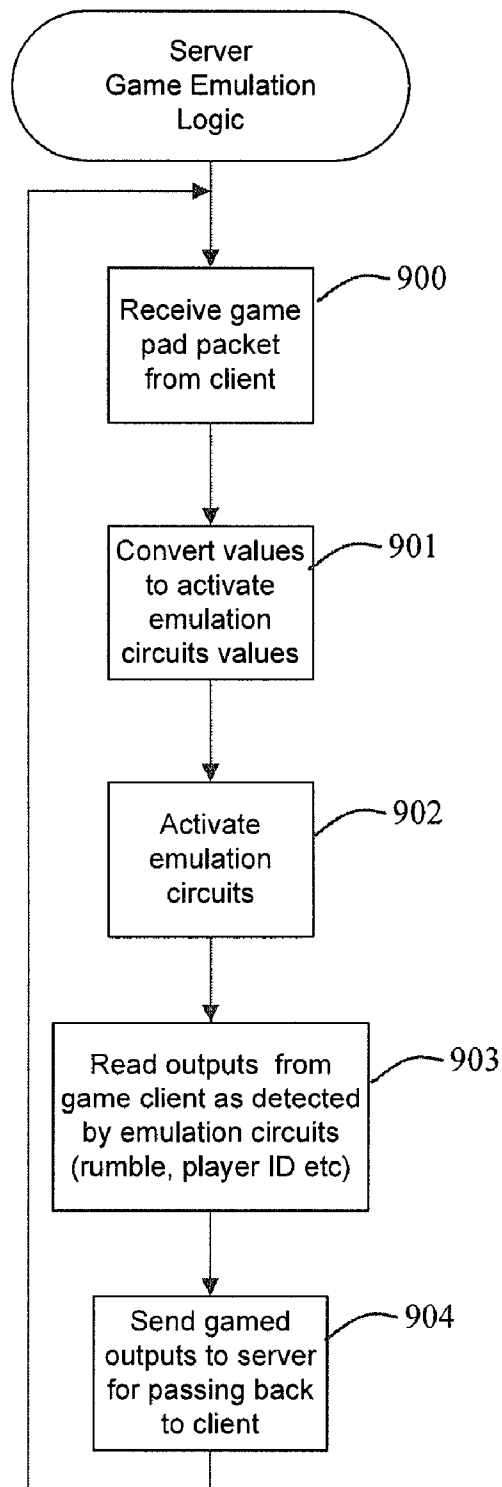 Server
Game Emulation
Logic
900
Receive game
pad packet
from client
901
Convert values
to activate
emulation
circuits values
902
Activate
emulation
circuits
903
Read outputs from
game client as detected
by emulation circuits
(rumble, player ID etc)
904
Send gamed
outputs to server
for passing back
to client